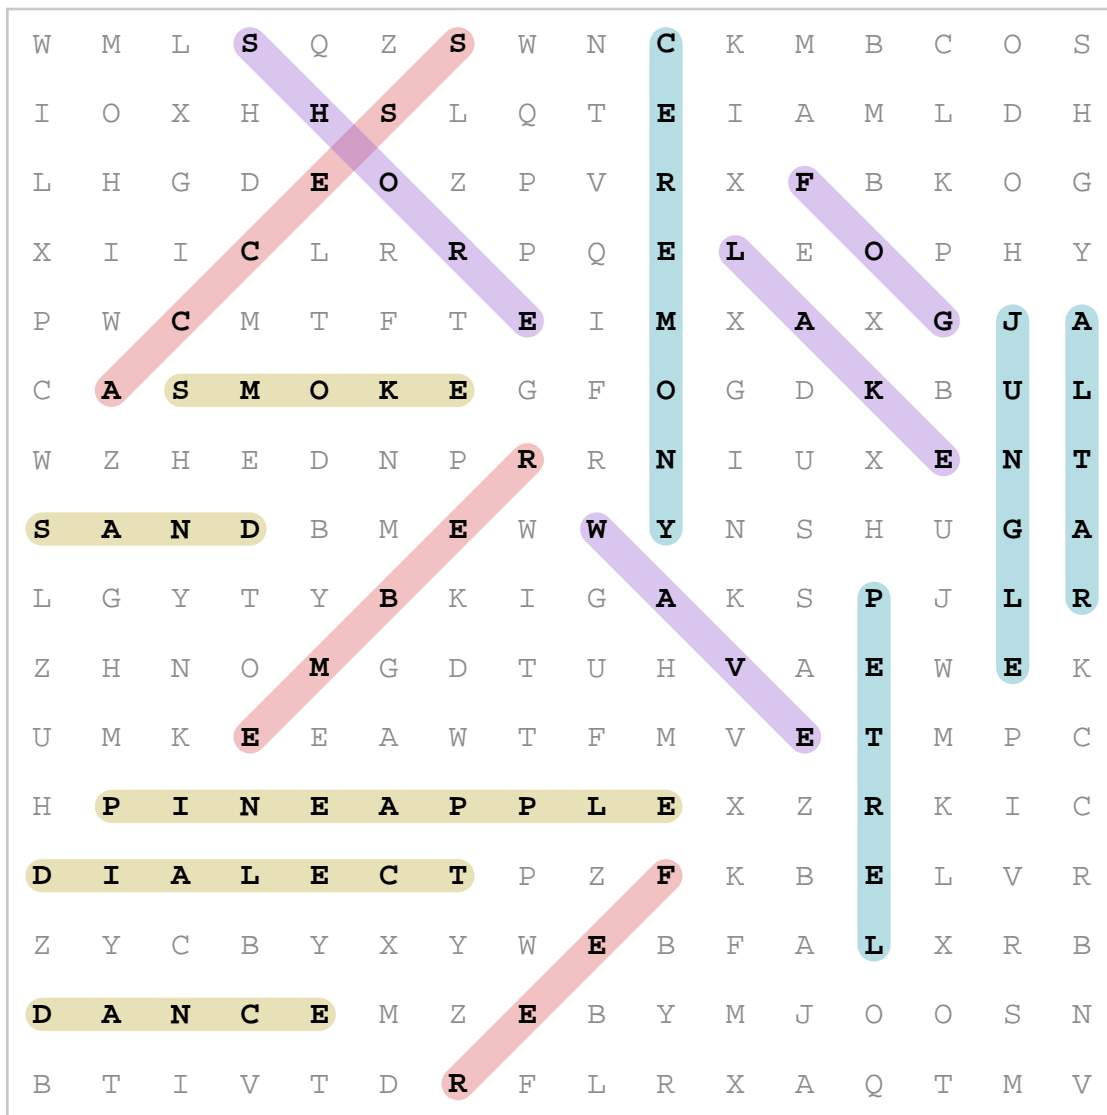 W M L S Q Z S W N C K M B C O S
I O X H H S L Q T E I A M L D H
L H G D E O Z P V R X F B K O G
X I I C L R R P Q E L E O P H Y
P W C M T F T E I M X A X G J A
C A S M O K E G F O G D K B U L
W Z H E D N P R R N I U X E N T
S A N D B M E W W Y N S H U G A
L G Y T Y B K I G A K S P J L R
Z H N O M G D T U H V A E W E K
U M K E E A W T F M V E T M P C
H P I N E A P P L E X Z R K I C
D I A L E C T P Z F K B E L V R
Z Y C B Y X Y W E B F A L X R B
D A N C E M Z E B Y M J O O S N
B T I V T D R F L R X A Q T M V